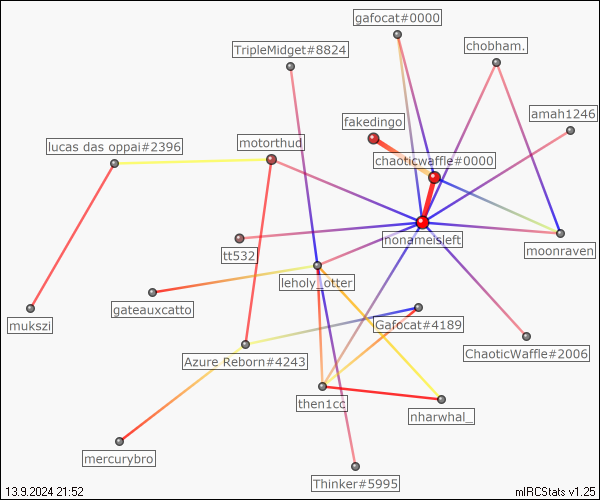 gafocat#0000
TripleMidget#8824
chobham.
amah1246
fakedingo
motorthud
lucas das oppai#2396
chaoticwaffle#0000
nonameisleft
tt532
moonraven
leholy_otter
gateauxcatto
mukszi
Gafocat#4189
Azure Reborn#4243
ChaoticWaffle#2006
then1cc
nharwhal_
mercurybro
Thinker#5995
13.9.2024 21:52
mIRCStats v1.25